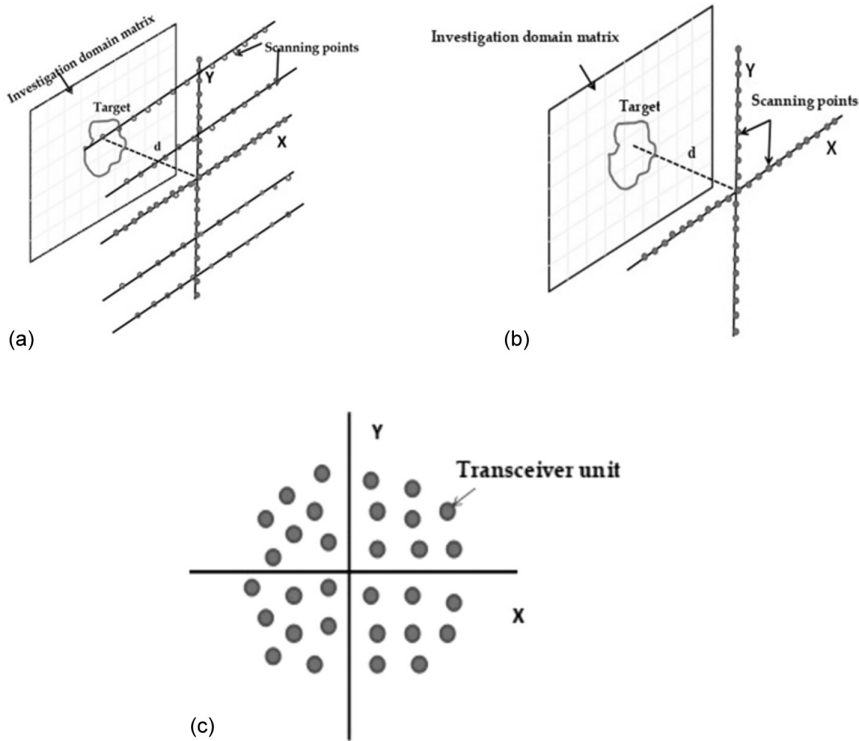 Investigation domain matrix
Scanning points
Y
Target
d
X
(a)
Investigation domain matrix
Y
Scanning points
Target
X
d
(b)
Y
Transceiver unit
X
(c)